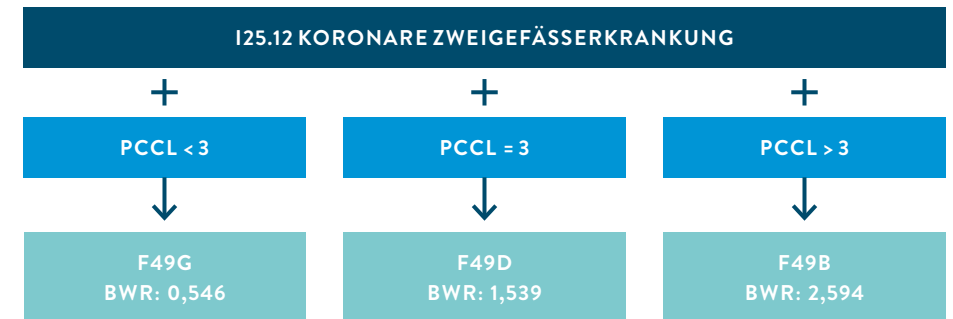 I25.12 KORONARE ZWEIGEFÄSSERKRANKUNG
+ + +
PCCL < 3
PCCL = 3
PCCL > 3
F49G
BWR: 0,546
F49D
BWR: 1,539
F49B
BWR: 2,594